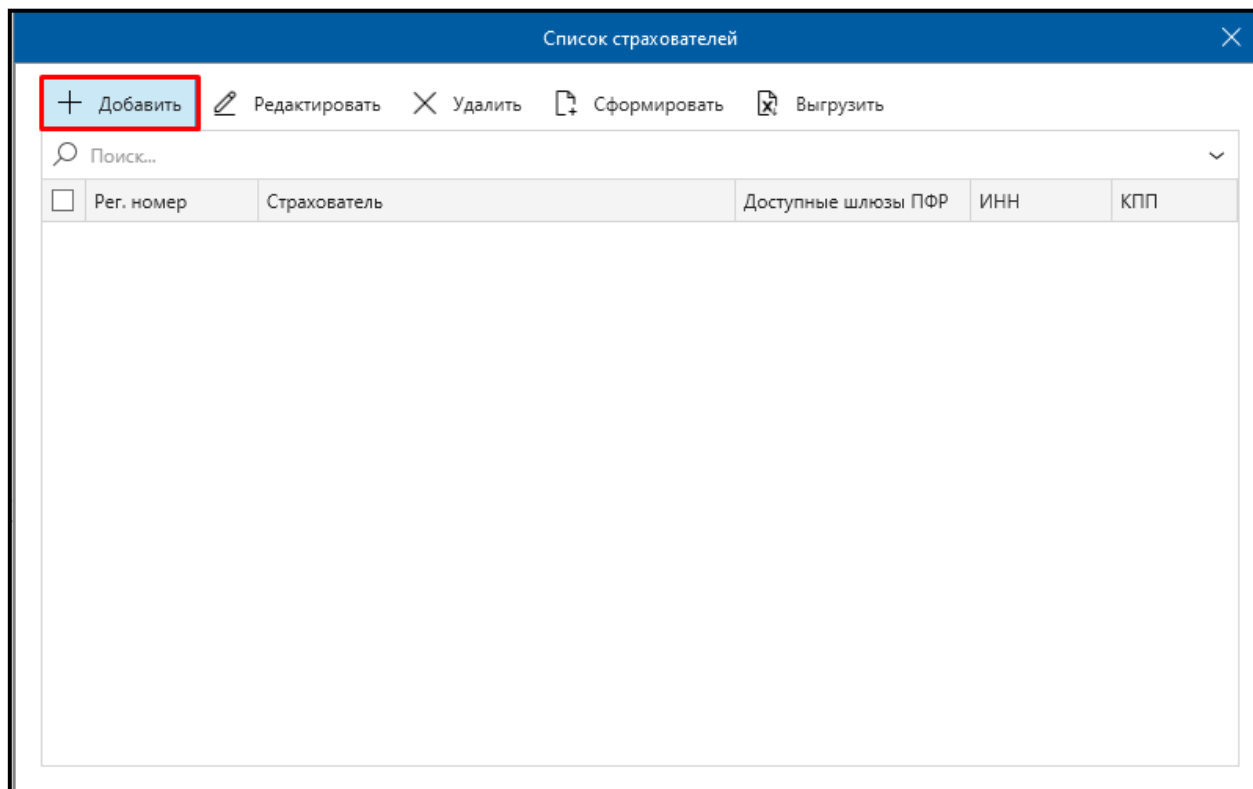 Список страхователей
Добавить Редактировать Удалить Сформировать Выгрузить
Поиск...
Рег. номер Страхователь Доступные шлюзы ПФР ИНН КПП